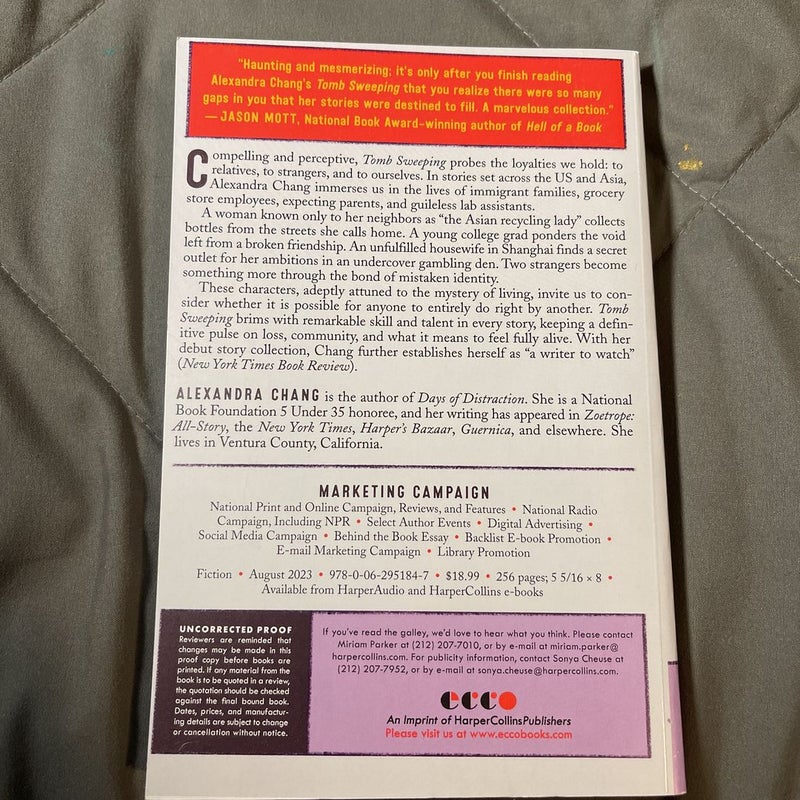 "Haunting and mesmerizing; it's only after you finish reading
Alexandra Chang's Tomb Sweeping that you realize there were so many
gaps in you that her stories were destined to fill. A marvelous collection."
— JASON MOTT, National Book Award–winning author of Hell of a Book
Compelling and perceptive, Tomb Sweeping probes the loyalties we hold: to
relatives, to strangers, and to ourselves. In stories set across the US and Asia,
Alexandra Chang immerses us in the lives of immigrant families, grocery
store employees, expecting parents, and guileless lab assistants.
A woman known only to her neighbors as "the Asian recycling lady" collects
bottles from the streets she calls home. A young college grad ponders the void
left from a broken friendship. An unfulfilled housewife in Shanghai finds a secret
outlet for her ambitions in an undercover gambling den. Two strangers become
something more through the bond of mistaken identity.
These characters, adeptly attuned to the mystery of living, invite us to con-
sider whether it is possible for anyone to entirely do right by another. Tomb
Sweeping brims with remarkable skill and talent in every story, keeping a defin-
itive pulse on loss, community, and what it means to feel fully alive. With her
debut story collection, Chang further establishes herself as "a writer to watch"
(New York Times Book Review).
ALEXANDRA CHANG is the author of Days of Distraction. She is a National
Book Foundation 5 Under 35 honoree, and her writing has appeared in Zoetrope:
All-Story, the New York Times, Harper's Bazaar, Guernica, and elsewhere. She
lives in Ventura County, California.
MARKETING CAMPAIGN
National Print and Online Campaign, Reviews, and Features • National Radio
Campaign, Including NPR • Select Author Events • Digital Advertising •
Social Media Campaign • Behind the Book Essay • Backlist E-book Promotion •
E-mail Marketing Campaign • Library Promotion
Fiction • August 2023 • 978-0-06-295184-7 • $18.99 • 256 pages; 5 5/16 × 8 •
Available from HarperAudio and HarperCollins e-books
UNCORRECTED PROOF
Reviewers are reminded that
changes may be made in this
proof copy before books are
printed. If any material from the
book is to be quoted in a review,
the quotation should be checked
against the final bound book.
Dates, prices, and manufactur-
ing details are subject to change
or cancellation without notice.
If you've read the galley, we'd love to hear what you think. Please contact
Miriam Parker at (212) 207-7010, or by e-mail at miriam.parker@
harpercollins.com. For publicity information, contact Sonya Cheuse at
(212) 207-7952, or by e-mail at sonya.cheuse@harpercollins.com.
ecco
An Imprint of HarperCollinsPublishers
Please visit us at www.eccobooks.com